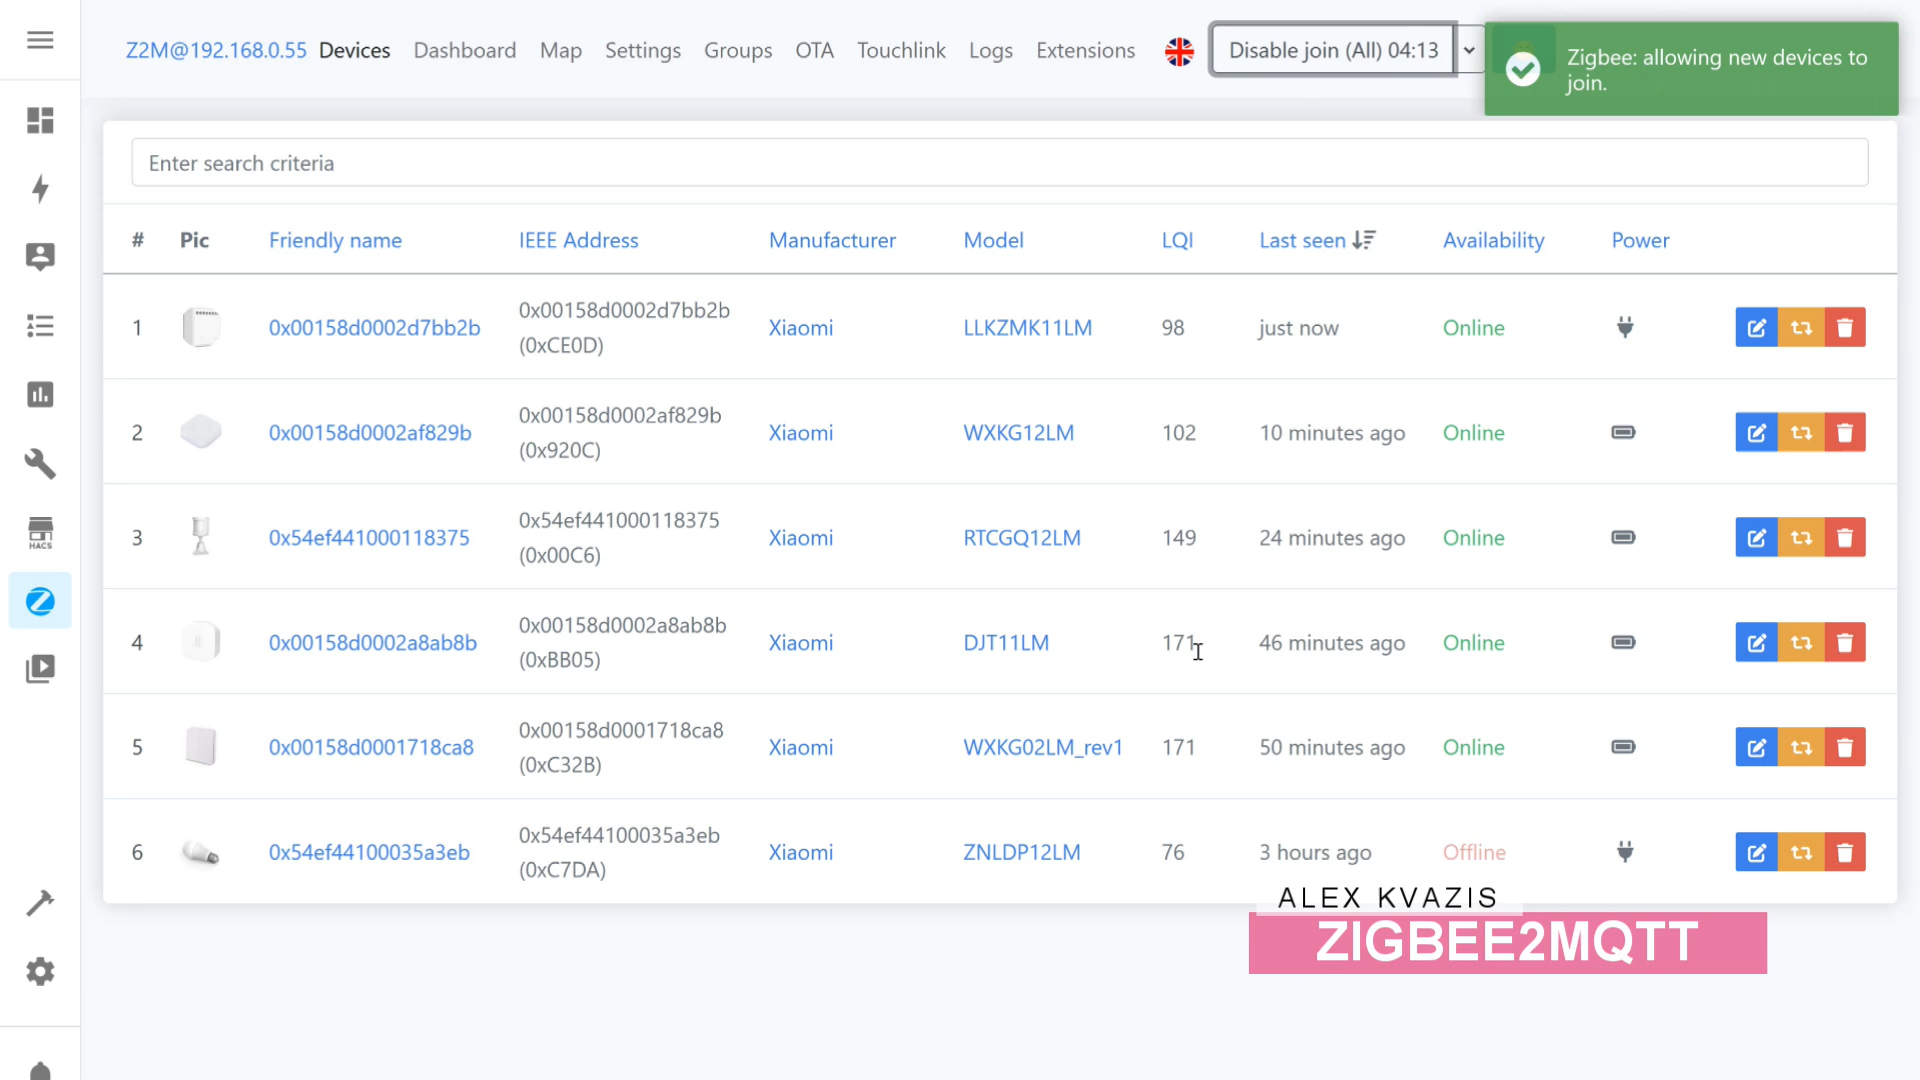 Z2M@192.168.0.55 Devices Dashboard Map Settings Groups OTA Touchlink Logs Extensions Disable join (All) 04:13
Zigbee: allowing new devices to
join.
Enter search criteria
# Pic Friendly name IEEE Address Manufacturer Model LQI Last seen Availability Power
1 0x00158d0002d7bb2b 0x00158d0002d7bb2b Xiaomi LLKZMK11LM 98 just now Online
(0xCE0D)
2 0x00158d0002af829b 0x00158d0002af829b Xiaomi WXKG12LM 102 10 minutes ago Online
(0x920C)
3 0x54ef441000118375 0x54ef441000118375 Xiaomi RTCGQ12LM 149 24 minutes ago Online
(0x00C6)
4 0x00158d0002a8ab8b 0x00158d0002a8ab8b Xiaomi DJT11LM 171 46 minutes ago Online
(0xBB05)
5 0x00158d0001718ca8 0x00158d0001718ca8 Xiaomi WXKG02LM_rev1 171 50 minutes ago Online
(0xC32B)
6 0x54ef44100035a3eb 0x54ef44100035a3eb Xiaomi ZNLDP12LM 76 3 hours ago Offline
(0xC7DA)
HACS
ALEX KVAZIS
ZIGBEE2MQTT